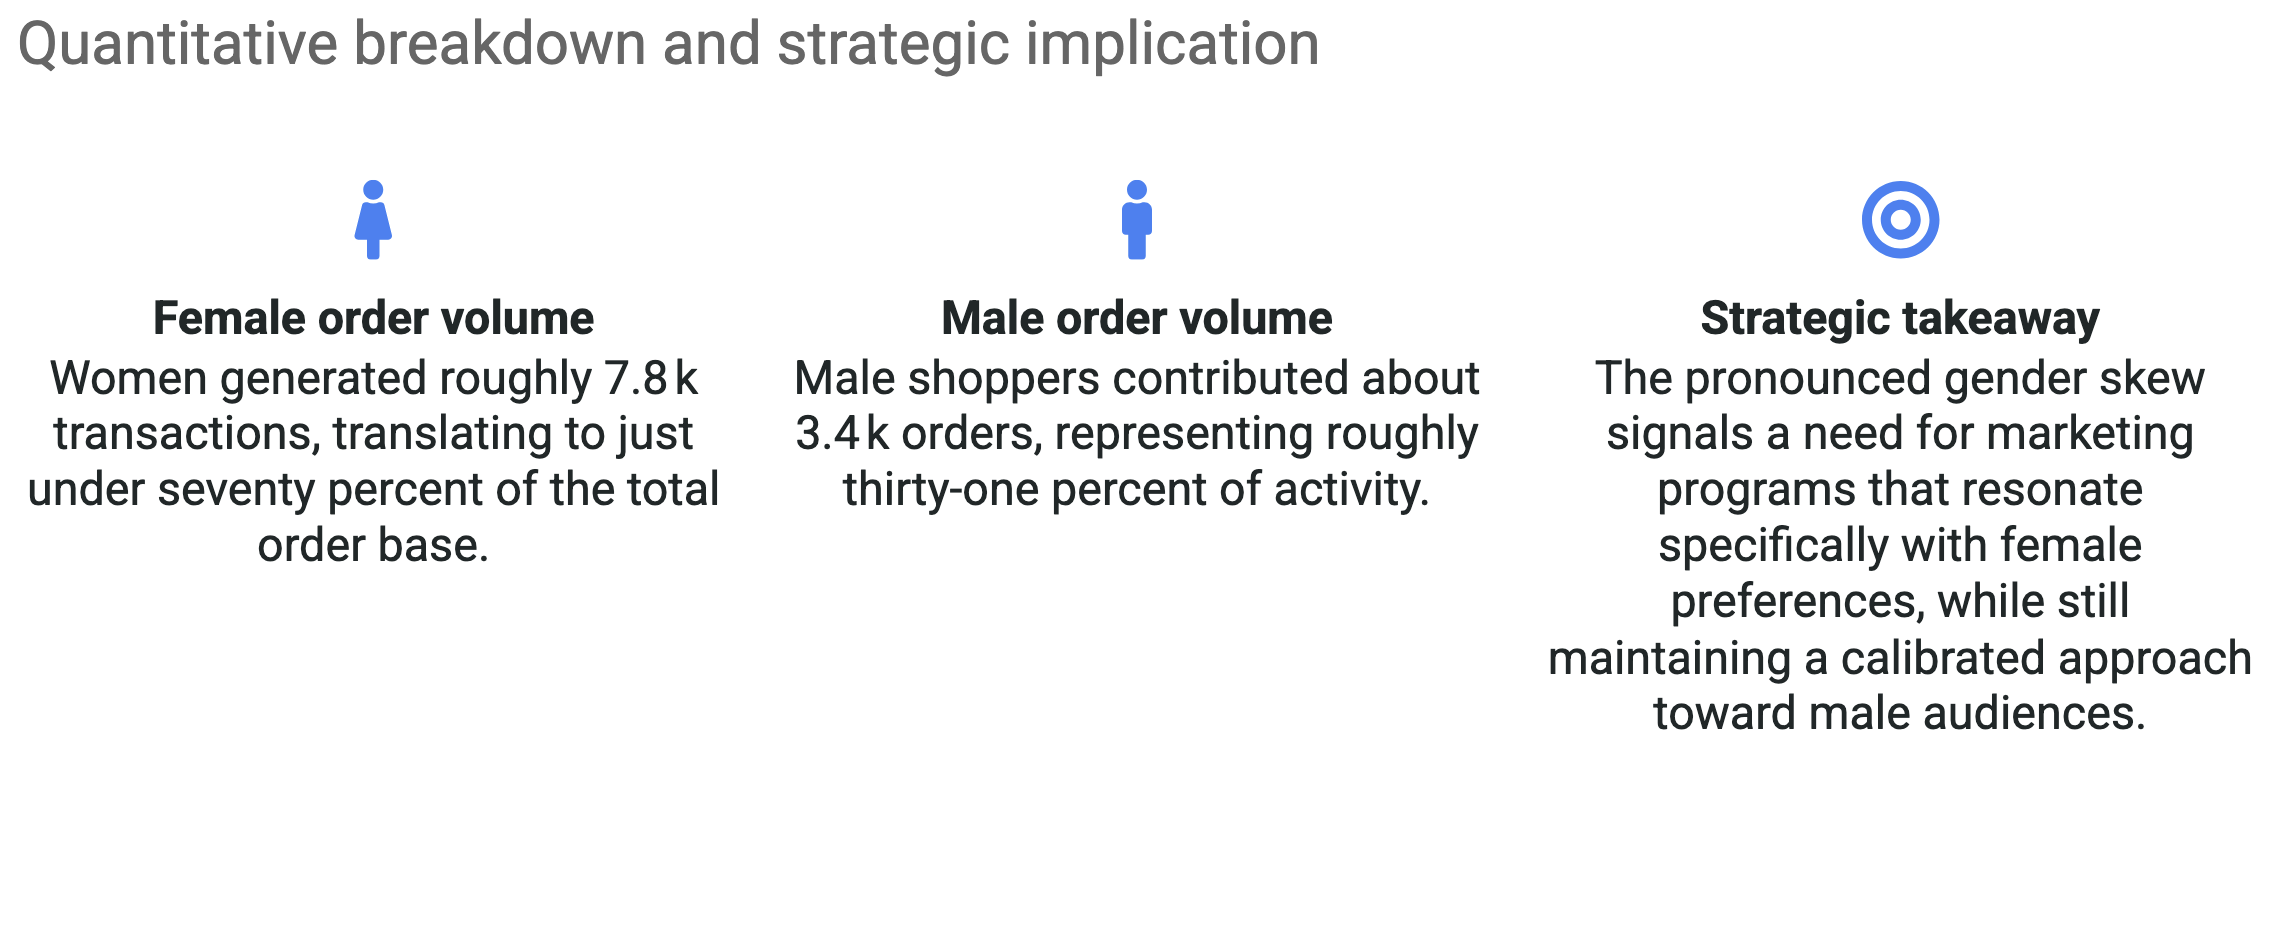 Quantitative breakdown and strategic implication
Female order volume
Women generated roughly 7.8 k
transactions, translating to just
under seventy percent of the total
order base.
Male order volume
Male shoppers contributed about
3.4 k orders, representing roughly
thirty-one percent of activity.
Strategic takeaway
The pronounced gender skew
signals a need for marketing
programs that resonate
specifically with female
preferences, while still
maintaining a calibrated approach
toward male audiences.